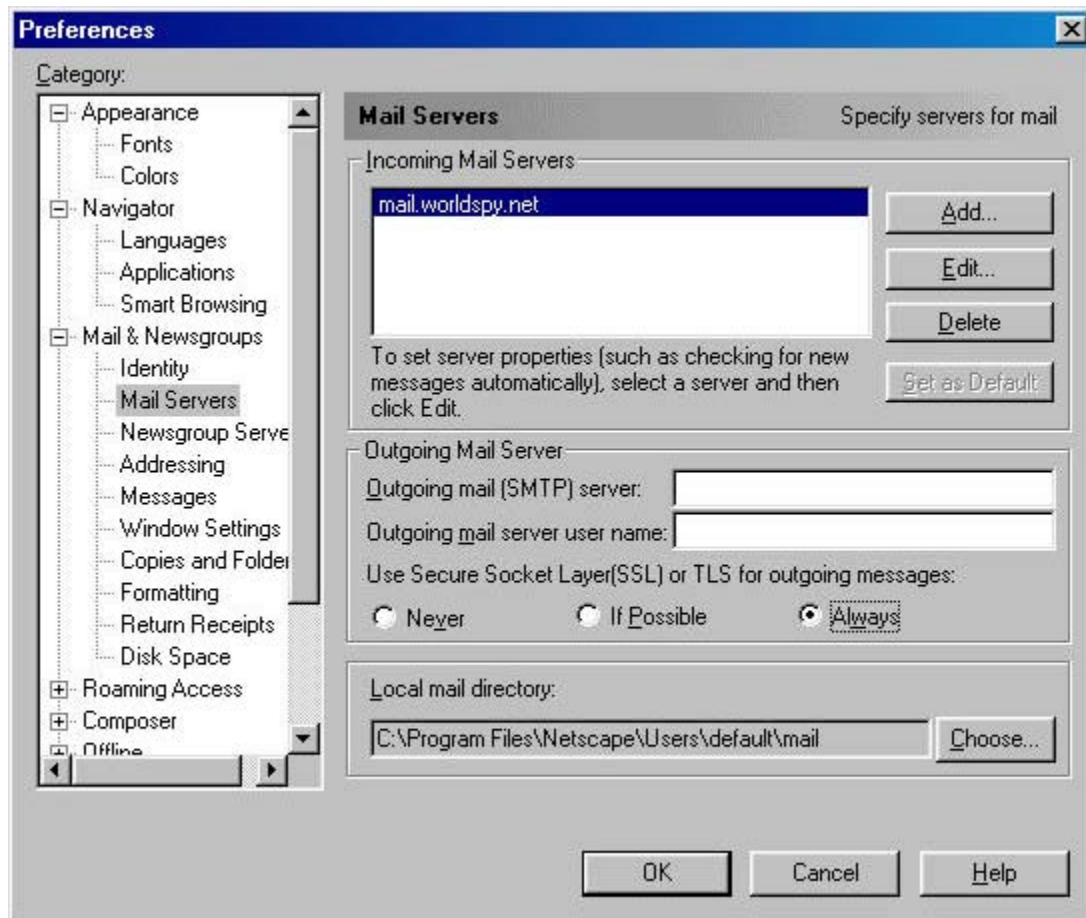 Preferences
Category:
Appearance
Fonts
Colors
Navigator
Languages
Applications
Smart Browsing
Mail & Newsgroups
Identity
Mail Servers
Newsgroup Serve
Addressing
Messages
Window Settings
Copies and Folder
Formatting
Return Receipts
Disk Space
Roaming Access
Composer
Offline
Mail Servers Specify servers for mail
Incoming Mail Servers
mail.worldspy.net
Add...
Edit...
Delete
Set as Default
To set server properties (such as checking for new
messages automatically), select a server and then
click Edit.
Outgoing Mail Server
Outgoing mail (SMTP) server:
Outgoing mail server user name:
Use Secure Socket Layer(SSL) or TLS for outgoing messages:
Never If Possible Always
Local mail directory:
C:\Program Files\Netscape\Users\default\mail Choose...
OK Cancel Help